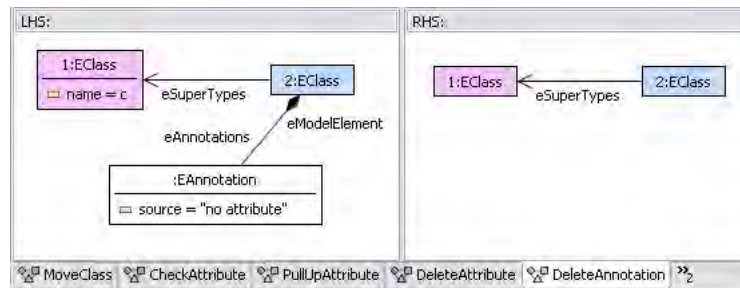 LHS:
1:EClass
name = c
eSuperTypes
2:EClass
eAnnotations
eModelElement
:EAnnotation
source = "no attribute"
RHS:
1:EClass
eSuperTypes
2:EClass
MoveClass CheckAttribute PullUpAttribute DeleteAttribute DeleteAnnotation »2